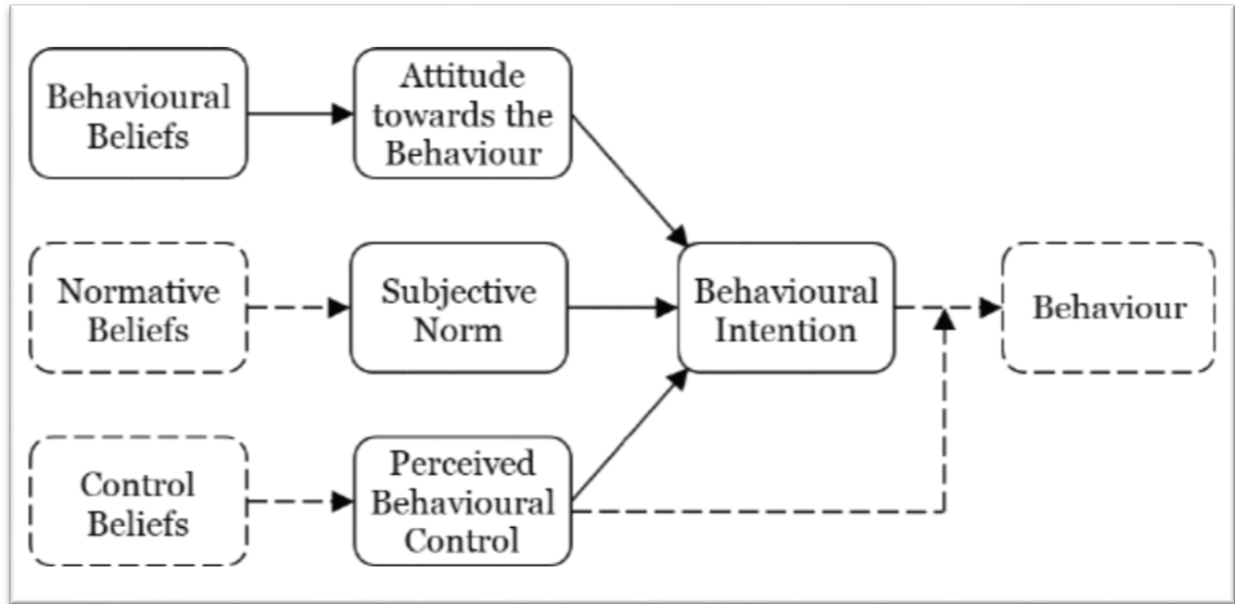 Behavioural
Beliefs
Attitude
towards the
Behaviour
Normative
Beliefs
Subjective
Norm
Behavioural
Intention
Behaviour
Control
Beliefs
Perceived
Behavioural
Control